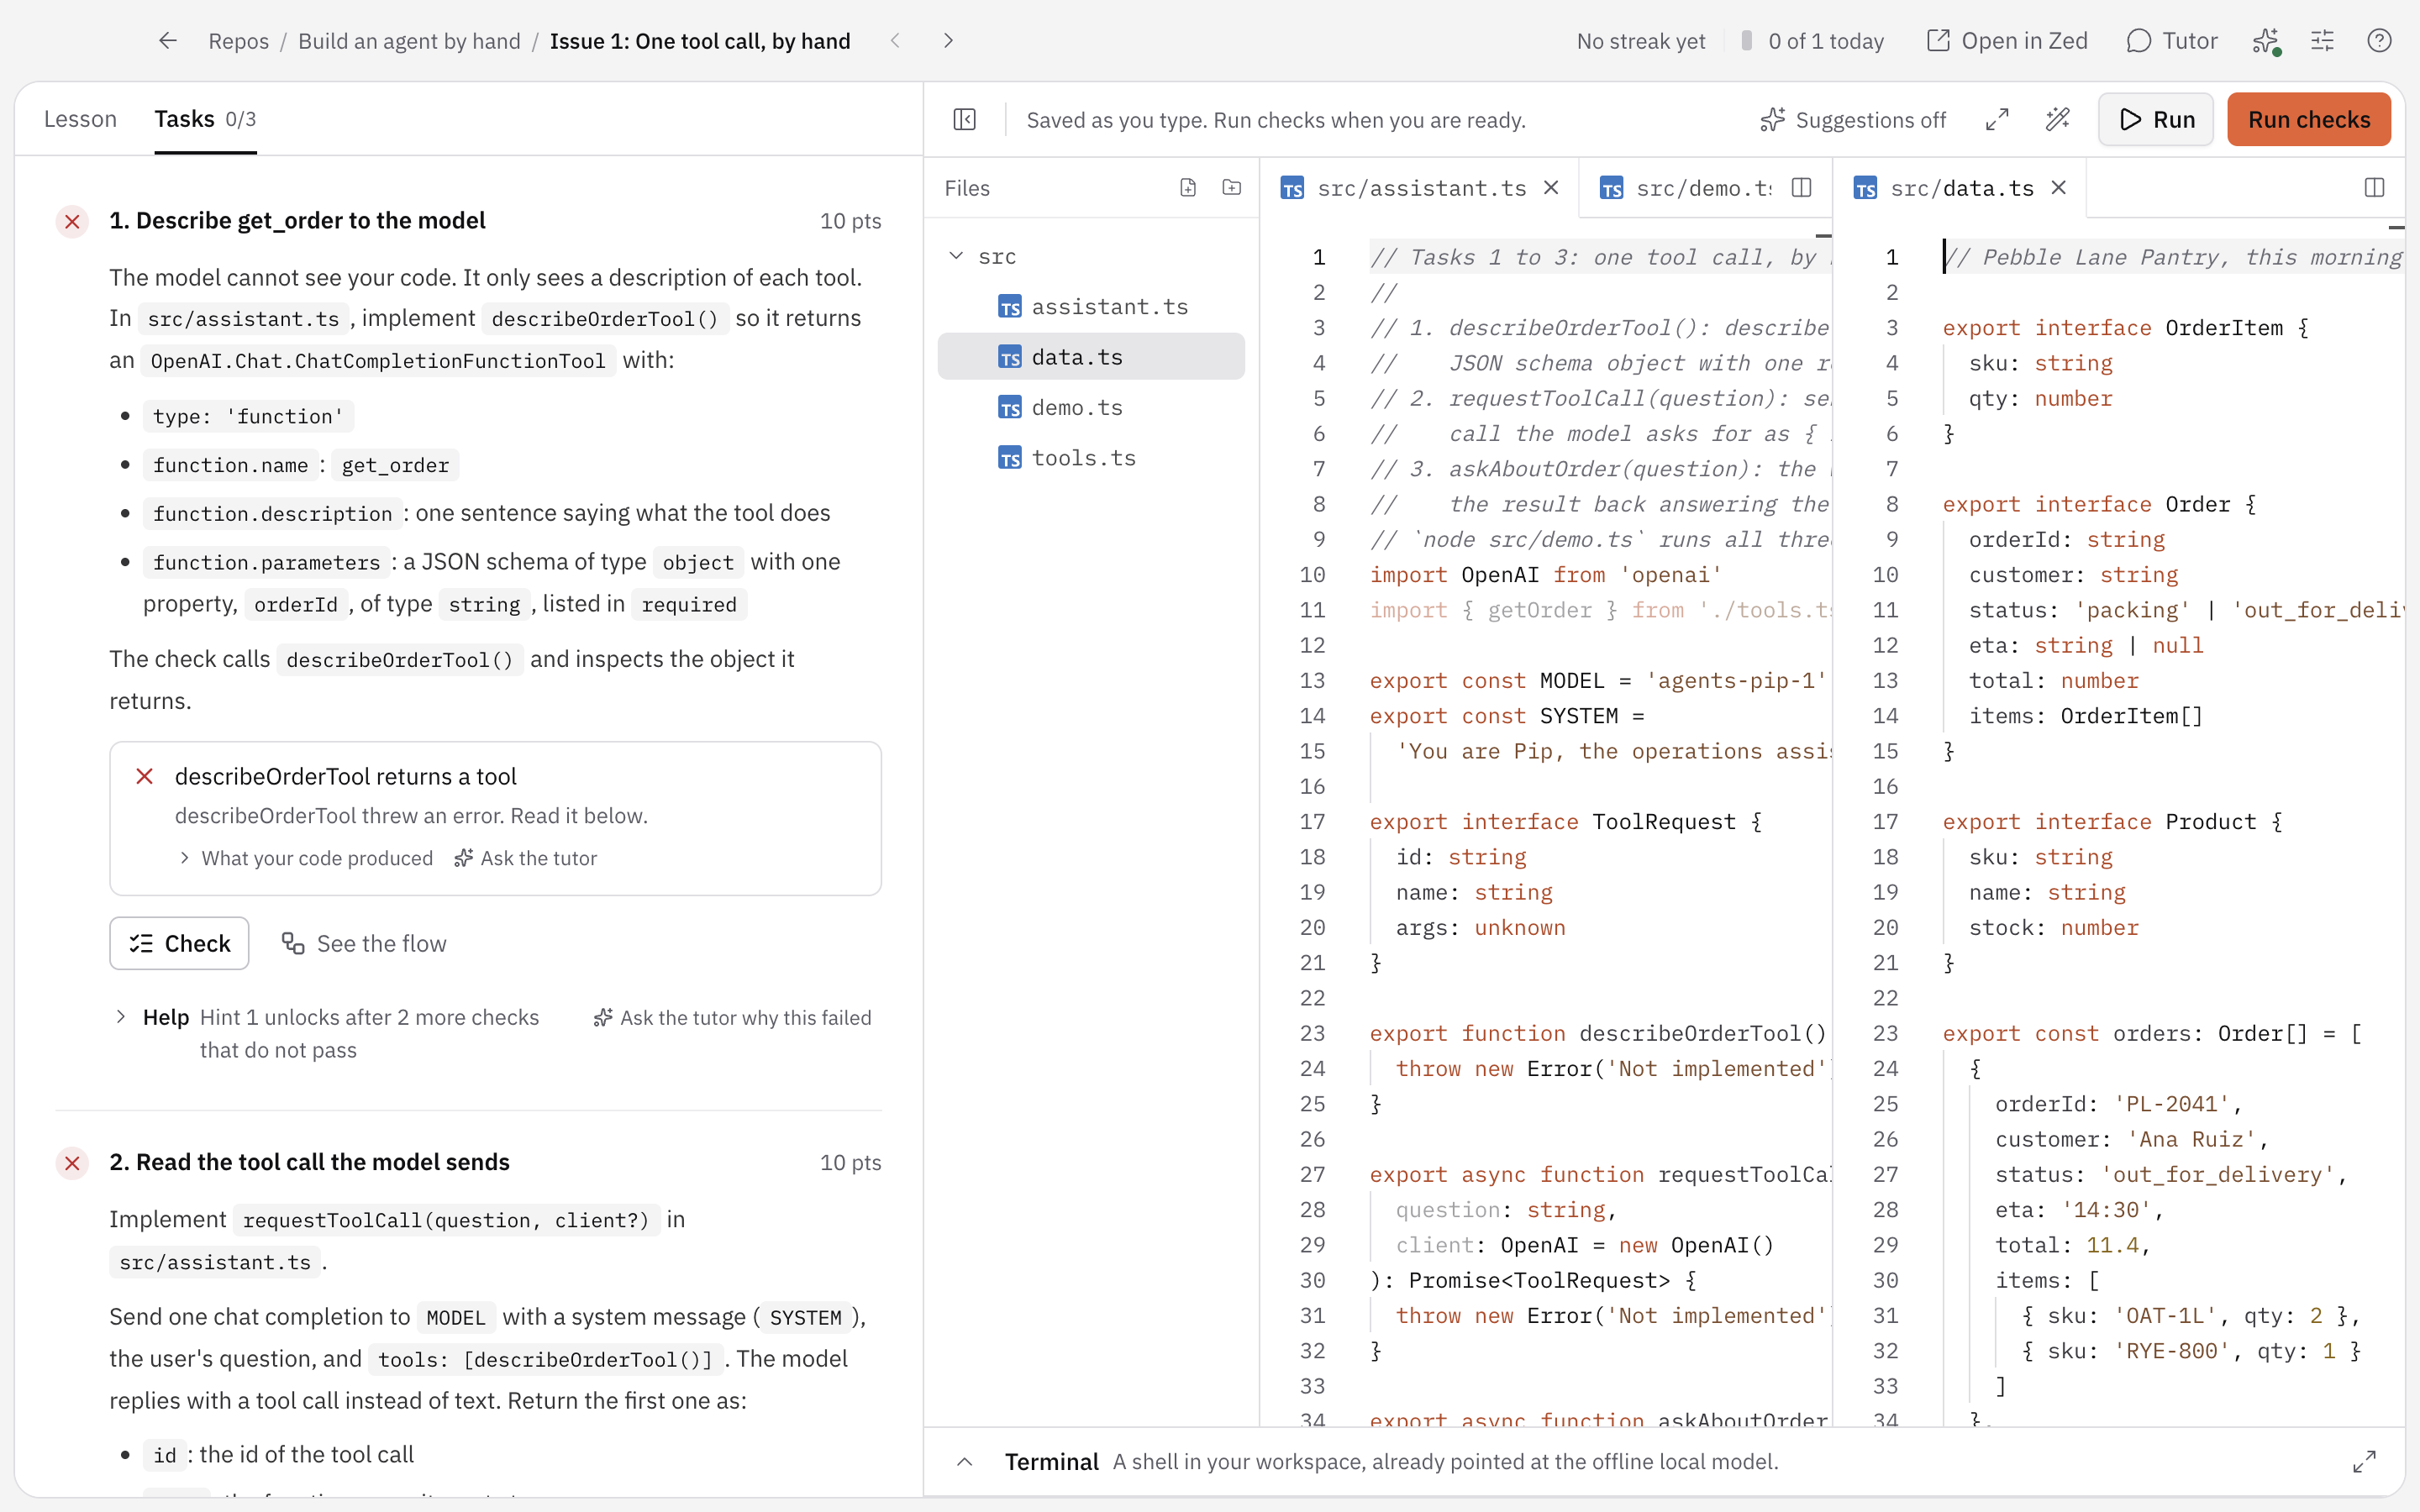 Repos / Build an agent by hand / Issue 1: One tool call, by hand
No streak yet
0 of 1 today
Open in Zed
Tutor
Lesson
Tasks 0/3
1. Describe get_order to the model
10 pts
The model cannot see your code. It only sees a description of each tool.
In src/assistant.ts, implement describeOrderTool() so it returns
an OpenAI.Chat.ChatCompletionFunctionTool with:
type: 'function'
function.name: get_order
function.description: one sentence saying what the tool does
function.parameters: a JSON schema of type object with one
property, orderId, of type string, listed in required
The check calls describeOrderTool() and inspects the object it
returns.
describeOrderTool returns a tool
describeOrderTool threw an error. Read it below.
What your code produced
Ask the tutor
Check
See the flow
Help Hint 1 unlocks after 2 more checks
that do not pass
Ask the tutor why this failed
2. Read the tool call the model sends
10 pts
Implement requestToolCall(question, client?) in
src/assistant.ts.
Send one chat completion to MODEL with a system message (SYSTEM),
the user's question, and tools: [describeOrderTool()]. The model
replies with a tool call instead of text. Return the first one as:
id: the id of the tool call
Saved as you type. Run checks when you are ready.
Suggestions off
Run
Run checks
Files
src
TS assistant.ts
TS data.ts
TS demo.ts
TS tools.ts
TS src/assistant.ts
TS src/demo.ts
1 // Tasks 1 to 3: one tool call, by
2 //
3 // 1. describeOrderTool(): describe
4 //    JSON schema object with one
5 // 2. requestToolCall(question):
6 //    call the model asks for as {
7 // 3. askAboutOrder(question): the
8 //    the result back answering the
9 // `node src/demo.ts` runs all
10 import OpenAI from 'openai'
11 import { getOrder } from './tools.ts
12
13 export const MODEL = 'agents-pip-1'
14 export const SYSTEM =
15   'You are Pip, the operations
16
17 export interface ToolRequest {
18   id: string
19   name: string
20   args: unknown
21 }
22
23 export function describeOrderTool()
24   throw new Error('Not implemented')
25 }
26
27 export async function
28   question: string,
29   client: OpenAI = new OpenAI()
30 ): Promise<ToolRequest> {
31   throw new Error('Not implemented')
32 }
33
34 export async function askAboutOrder
TS src/data.ts
1 // Pebble Lane Pantry, this morning
2
3 export interface OrderItem {
4   sku: string
5   qty: number
6 }
7
8 export interface Order {
9   orderId: string
10   customer: string
11   status: 'packing' |
12   eta: string | null
13   total: number
14   items: OrderItem[]
15 }
16
17 export interface Product {
18   sku: string
19   name: string
20   stock: number
21 }
22
23 export const orders: Order[] = [
24   {
25     orderId: 'PL-2041',
26     customer: 'Ana Ruiz',
27     status: 'out_for_delivery',
28     eta: '14:30',
29     total: 11.4,
30     items: [
31       { sku: 'OAT-1L', qty: 2 },
32       { sku: 'RYE-800', qty: 1 }
33     ]
34   },
Terminal A shell in your workspace, already pointed at the offline local model.